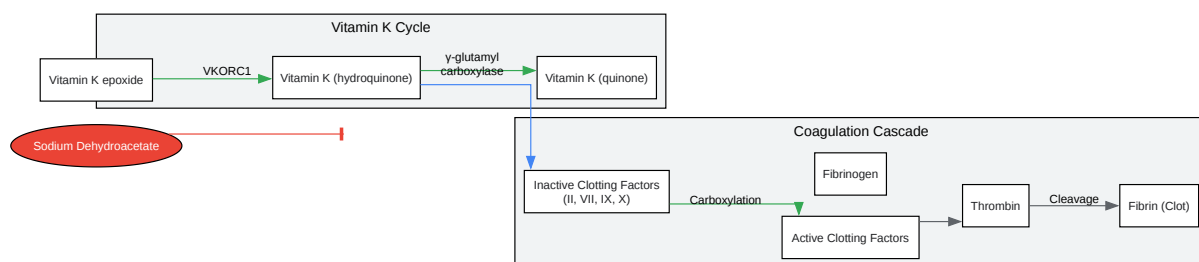 Vitamin K Cycle
γ-glutamyl
carboxylase
VKORC1
Vitamin K epoxide
Vitamin K (hydroquinone)
Vitamin K (quinone)
Sodium Dehydroacetate
Coagulation Cascade
Fibrinogen
Inactive Clotting Factors
(II, VII, IX, X)
Carboxylation
Active Clotting Factors
Thrombin
Cleavage
Fibrin (Clot)